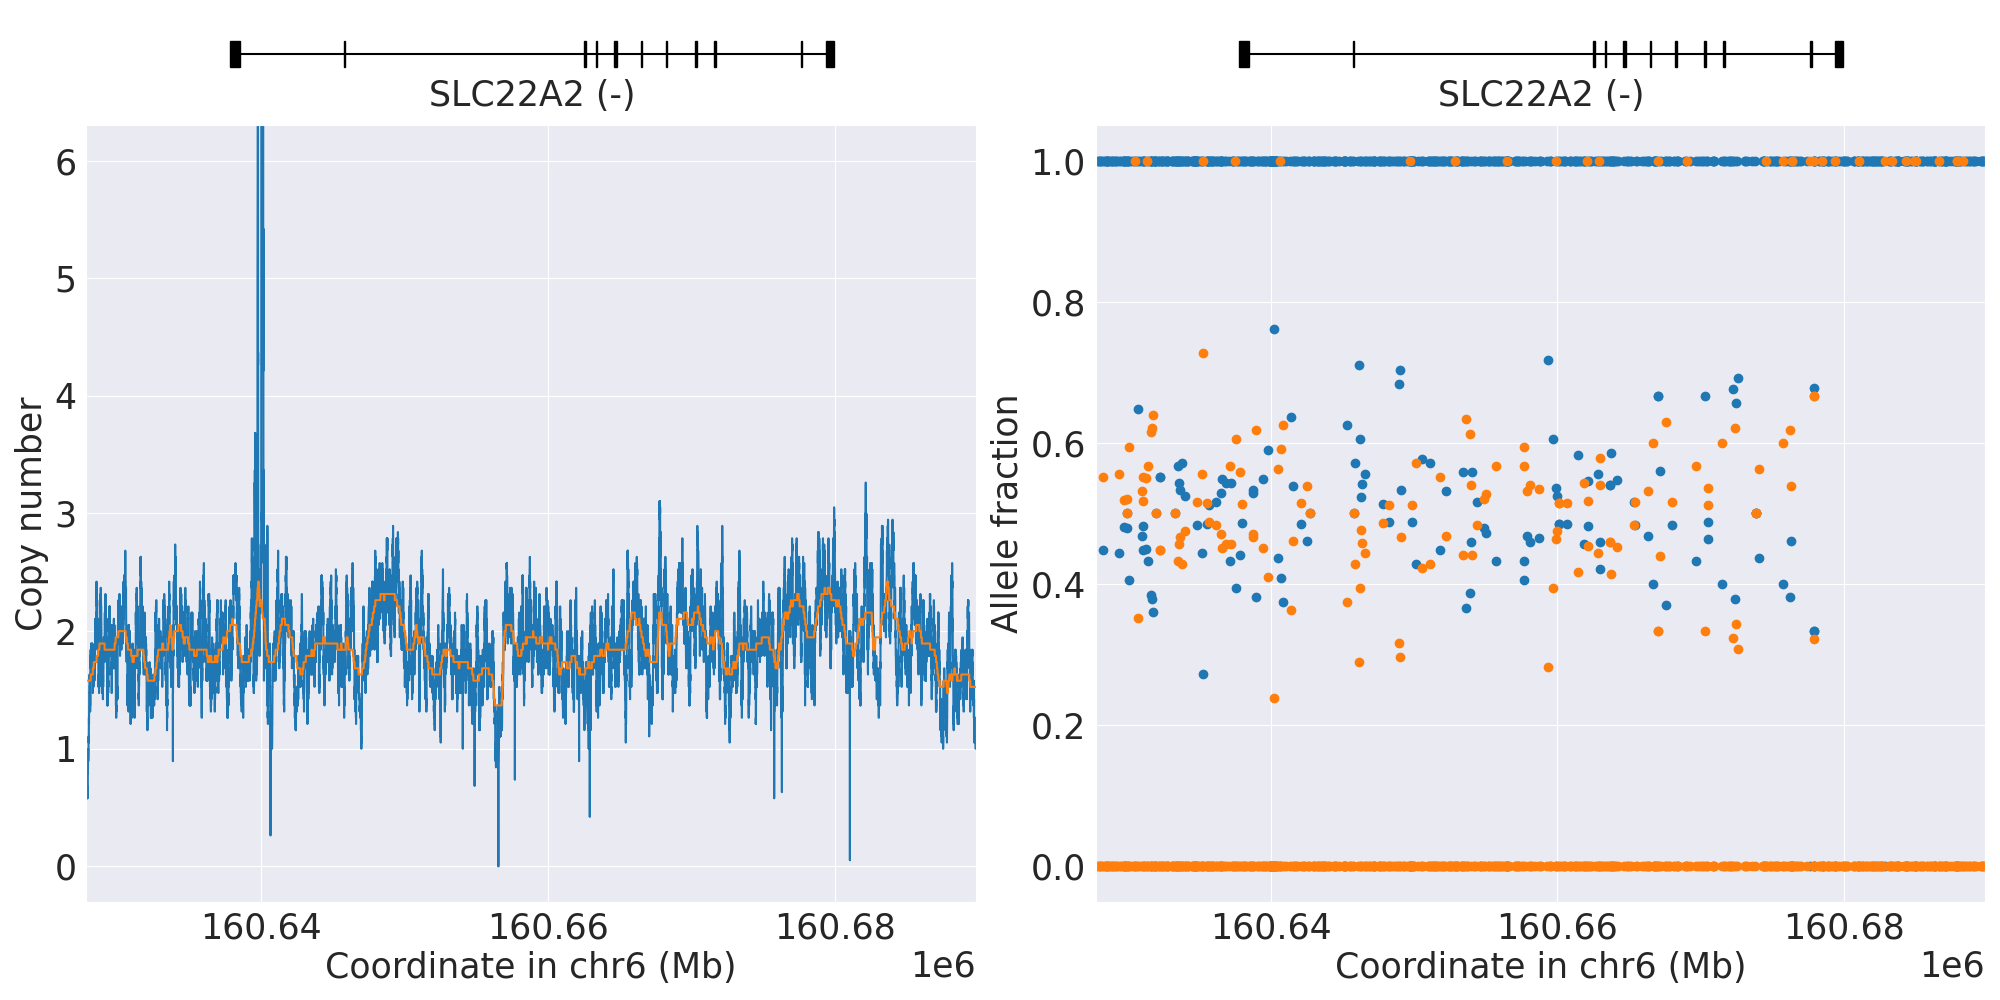 SLC22A2 (-)
Copy number
6
5
4
3
2
1
0
160.64
160.66
160.68
Coordinate in chr6 (Mb)
1e6
SLC22A2 (-)
Allele fraction
1.0
0.8
0.6
0.4
0.2
0.0
160.64
160.66
160.68
Coordinate in chr6 (Mb)
1e6